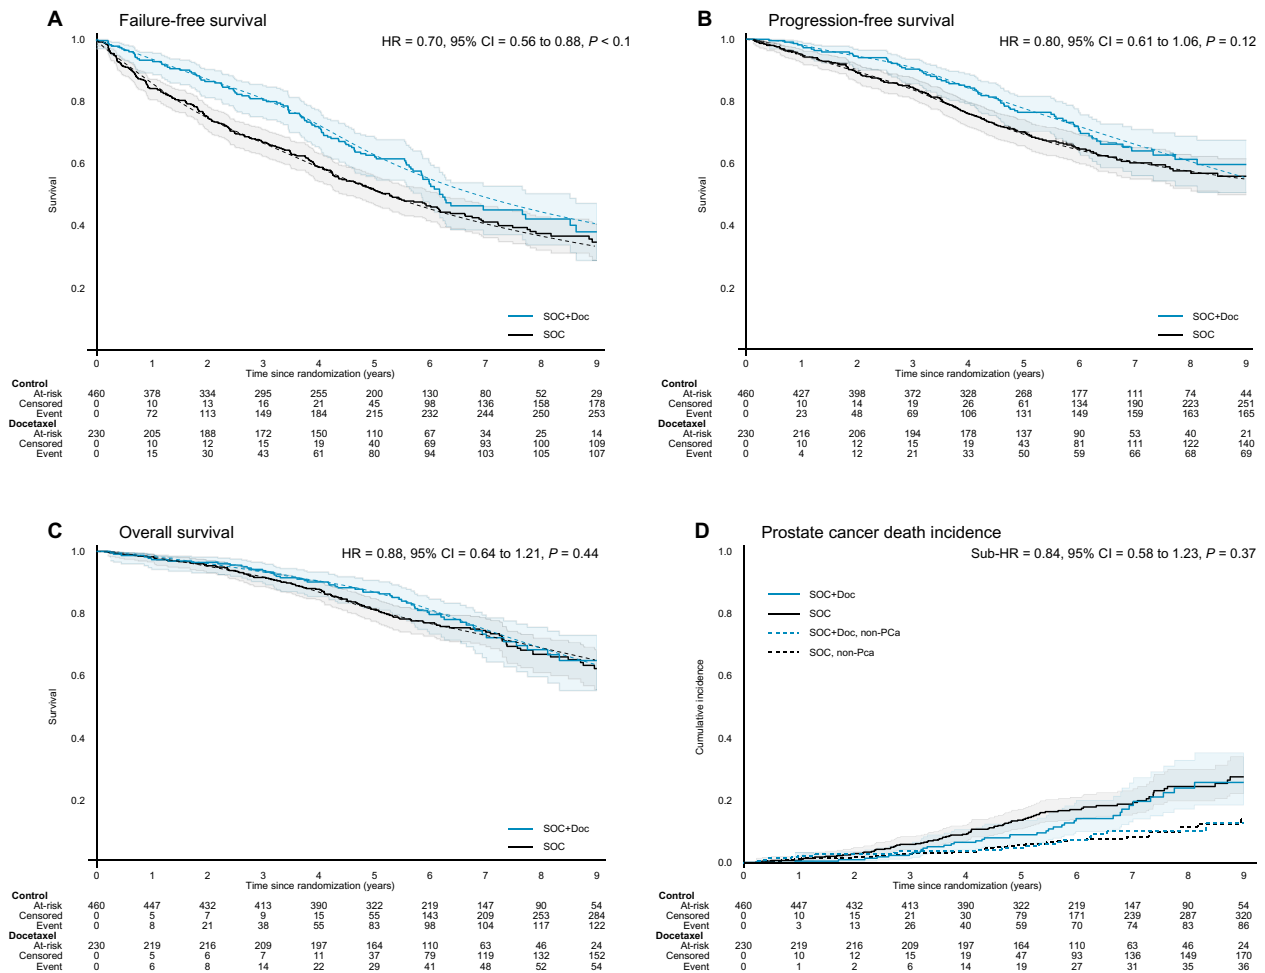 A Failure-free survival
HR = 0.70, 95% CI = 0.56 to 0.88, P < 0.1
1.0
0.8
0.6
0.4
0.2
Survival
SOC+Doc
SOC
0 1 2 3 4 5 6 7 8 9
Time since randomization (years)
Control
At-risk 460 378 334 295 255 200 130 80 52 29
Censored 0 10 13 16 21 45 98 136 158 178
Event 0 72 113 149 184 215 232 244 250 253
Docetaxel
At-risk 230 205 188 172 150 110 67 34 25 14
Censored 0 10 12 15 19 40 69 93 100 109
Event 0 15 30 43 61 80 94 103 105 107
B Progression-free survival
HR = 0.80, 95% CI = 0.61 to 1.06, P = 0.12
1.0
0.8
0.6
0.4
0.2
Survival
SOC+Doc
SOC
0 1 2 3 4 5 6 7 8 9
Time since randomization (years)
Control
At-risk 460 427 398 372 328 268 177 111 74 44
Censored 0 10 14 19 26 61 134 190 223 251
Event 0 23 48 69 106 131 149 159 163 165
Docetaxel
At-risk 230 216 206 194 178 137 90 53 40 21
Censored 0 10 12 15 19 43 81 111 122 140
Event 0 4 12 21 33 50 59 66 68 69
C Overall survival
HR = 0.88, 95% CI = 0.64 to 1.21, P = 0.44
1.0
0.8
0.6
0.4
0.2
Survival
SOC+Doc
SOC
0 1 2 3 4 5 6 7 8 9
Time since randomization (years)
Control
At-risk 460 447 432 413 390 322 219 147 90 54
Censored 0 5 7 9 15 55 143 209 253 284
Event 0 8 21 38 55 83 98 104 117 122
Docetaxel
At-risk 230 219 216 209 197 164 110 63 46 24
Censored 0 5 6 7 11 37 79 119 132 152
Event 0 6 8 14 22 29 41 48 52 54
D Prostate cancer death incidence
Sub-HR = 0.84, 95% CI = 0.58 to 1.23, P = 0.37
1.0
0.8
0.6
0.4
0.2
0.0
Cumulative incidence
SOC+Doc
SOC
SOC+Doc, non-PCa
SOC, non-Pca
0 1 2 3 4 5 6 7 8 9
Time since randomization (years)
Control
At-risk 460 447 432 413 390 322 219 147 90 54
Censored 0 10 15 21 30 79 171 239 287 320
Event 0 3 13 26 40 59 70 74 83 86
Docetaxel
At-risk 230 219 216 209 197 164 110 63 46 24
Censored 0 10 12 15 19 47 93 136 149 170
Event 0 1 2 6 14 19 27 31 35 36